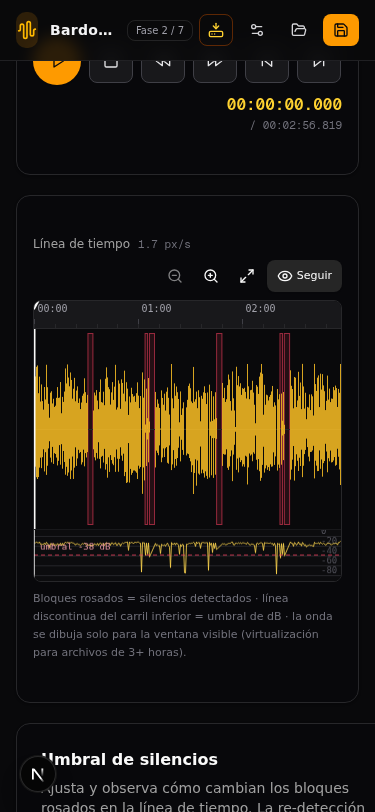 Bardo...
Fase 2 / 7
00:00:00.000
/ 00:02:56.819
Línea de tiempo 1.7 px/s
Seguir
00:00 01:00 02:00
0
-20
umbral -38 dB
-40
-60
-80
Bloques rosados = silencios detectados · línea
discontinua del carril inferior = umbral de dB · la onda
se dibuja solo para la ventana visible (virtualización
para archivos de 3+ horas).
Umbral de silencios
Ajusta y observa cómo cambian los bloques
rosados en la línea de tiempo. La re-detección
N